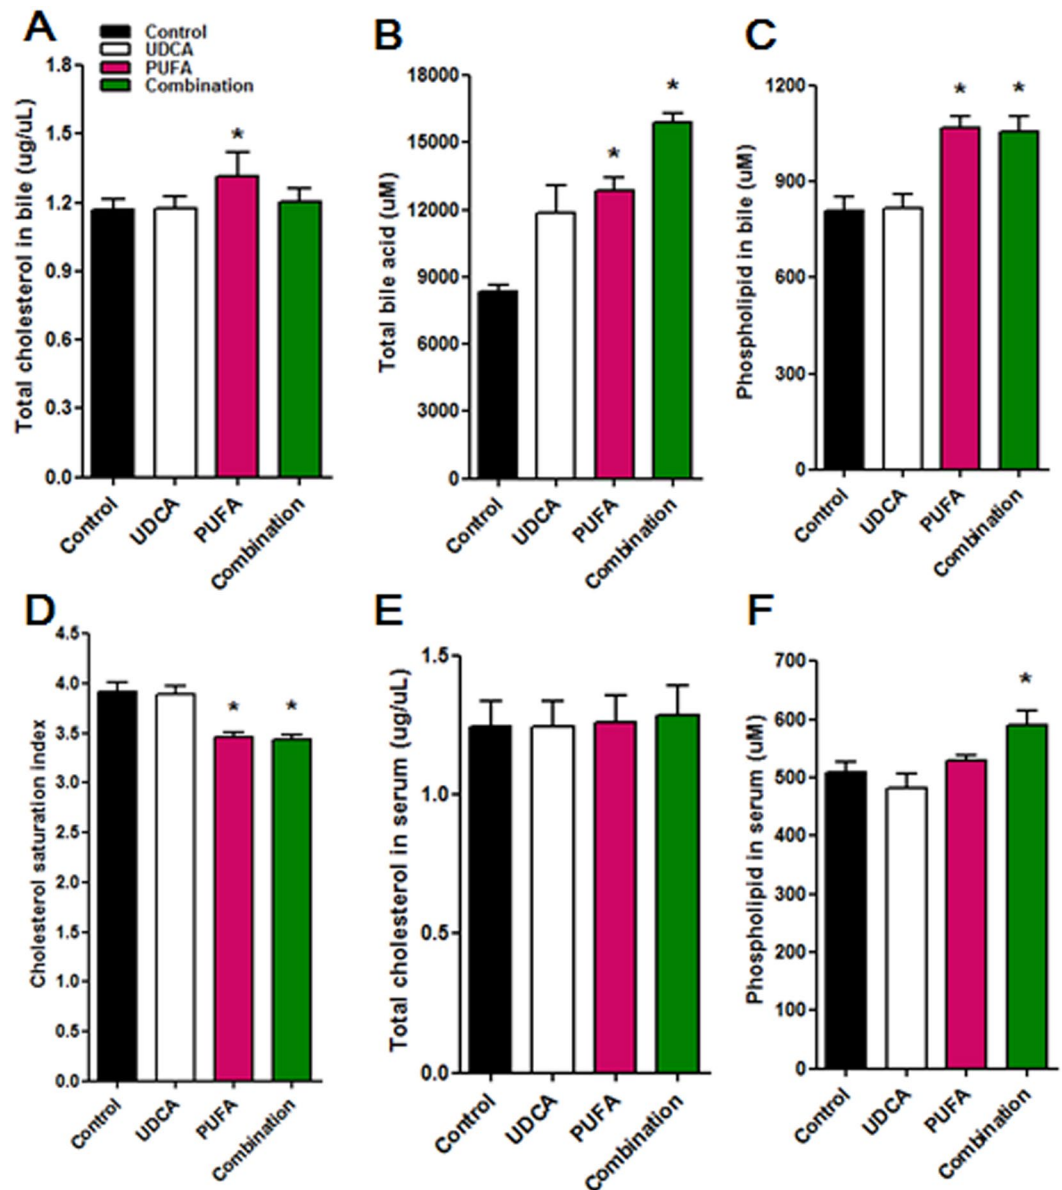 A
Control
UDCA
PUFA
Combination
Total cholesterol in bile (ug/uL)
1.8
1.5
1.2
0.9
0.6
0.3
0.0
*
Control
UDCA
PUFA
Combination
B
Total bile acid (uM)
18000
15000
12000
9000
6000
3000
0
*
*
Control
UDCA
PUFA
Combination
C
Phospholipid in bile (uM)
1200
900
600
300
0
*
*
Control
UDCA
PUFA
Combination
D
Cholesterol saturation index
4.5
4.0
3.5
3.0
2.5
2.0
1.5
1.0
0.5
0.0
*
*
Control
UDCA
PUFA
Combination
E
Total cholesterol in serum (ug/uL)
1.5
1.0
0.5
0.0
Control
UDCA
PUFA
Combination
F
Phospholipid in serum (uM)
700
600
500
400
300
200
100
0
*
Control
UDCA
PUFA
Combination